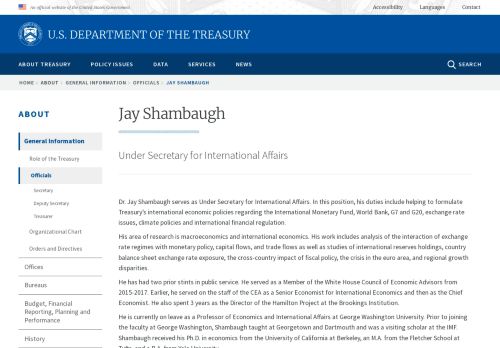 An official website of the United States Government
Accessibility
Languages
Contact
U.S. DEPARTMENT OF THE TREASURY
ABOUT TREASURY
POLICY ISSUES
DATA
SERVICES
NEWS
SEARCH
HOME › ABOUT › GENERAL INFORMATION › OFFICIALS › JAY SHAMBAUGH
ABOUT
General Information
Role of the Treasury
Officials
Secretary
Deputy Secretary
Treasurer
Organizational Chart
Orders and Directives
Offices
Bureaus
Budget, Financial
Reporting, Planning and
Performance
History
Jay Shambaugh
Under Secretary for International Affairs
Dr. Jay Shambaugh serves as Under Secretary for International Affairs. In this position, his duties include helping to formulate
Treasury's international economic policies regarding the International Monetary Fund, World Bank, G7 and G20, exchange rate
issues, climate policies and international financial regulation.
His area of research is macroeconomics and international economics. His work includes analysis of the interaction of exchange
rate regimes with monetary policy, capital flows, and trade flows as well as studies of international reserves holdings, country
balance sheet exchange rate exposure, the cross-country impact of fiscal policy, the crisis in the euro area, and regional growth
disparities.
He has had two prior stints in public service. He served as a Member of the White House Council of Economic Advisors from
2015-2017. Earlier, he served on the staff of the CEA as a Senior Economist for International Economics and then as the Chief
Economist. He also spent 3 years as the Director of the Hamilton Project at the Brookings Institution.
He is currently on leave as a Professor of Economics and International Affairs at George Washington University. Prior to
joining the faculty at George Washington, Shambaugh taught at Georgetown and Dartmouth and was a visiting scholar at the IMF.
Shambaugh received his Ph.D. in economics from the University of California at Berkeley, an M.A. from the Fletcher School at
Tufts, and a B.A. from Yale University.